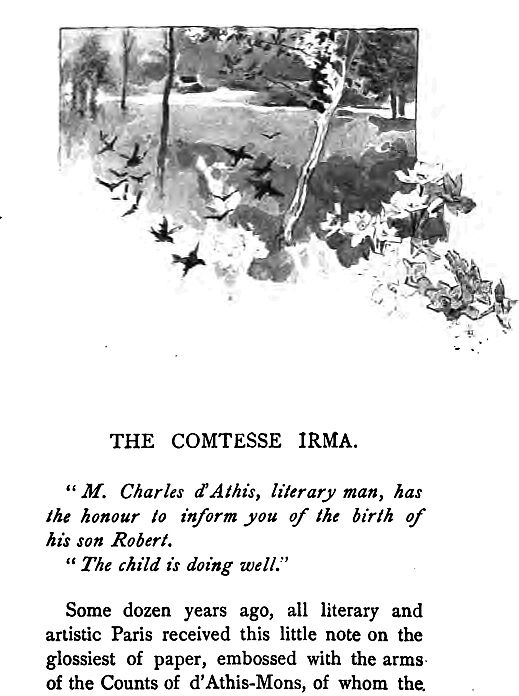 THE COMTESSE IRMA.
“ M. Charles d’Athis, literary man, has
the honour to inform you of the birth of
his son Robert.
“ The child is doing well.”
Some dozen years ago, all literary and
artistic Paris received this little note on the
glossiest of paper, embossed with the arms
of the Counts of d’Athis-Mons, of whom the